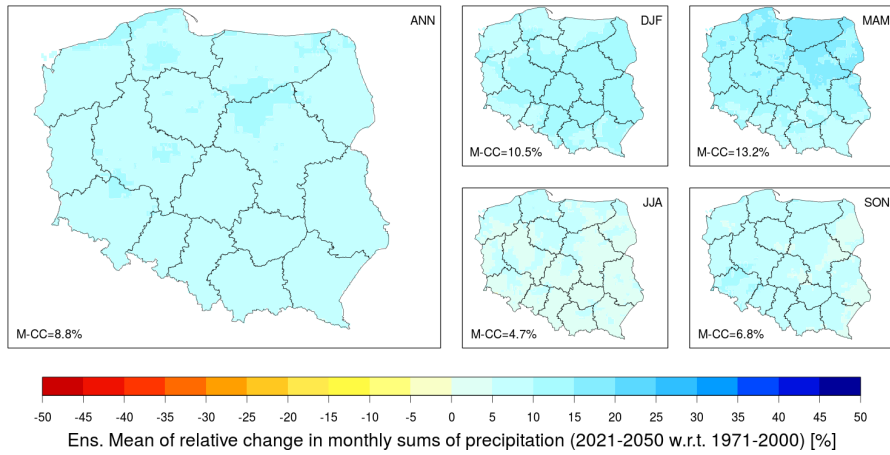 ANN
M-CC=8.8%
DJF
M-CC=10.5%
MAM
M-CC=13.2%
JJA
M-CC=4.7%
SON
M-CC=6.8%
-50 -45 -40 -35 -30 -25 -20 -15 -10 -5 0 5 10 15 20 25 30 35 40 45 50
Ens. Mean of relative change in monthly sums of precipitation (2021-2050 w.r.t. 1971-2000) [%]